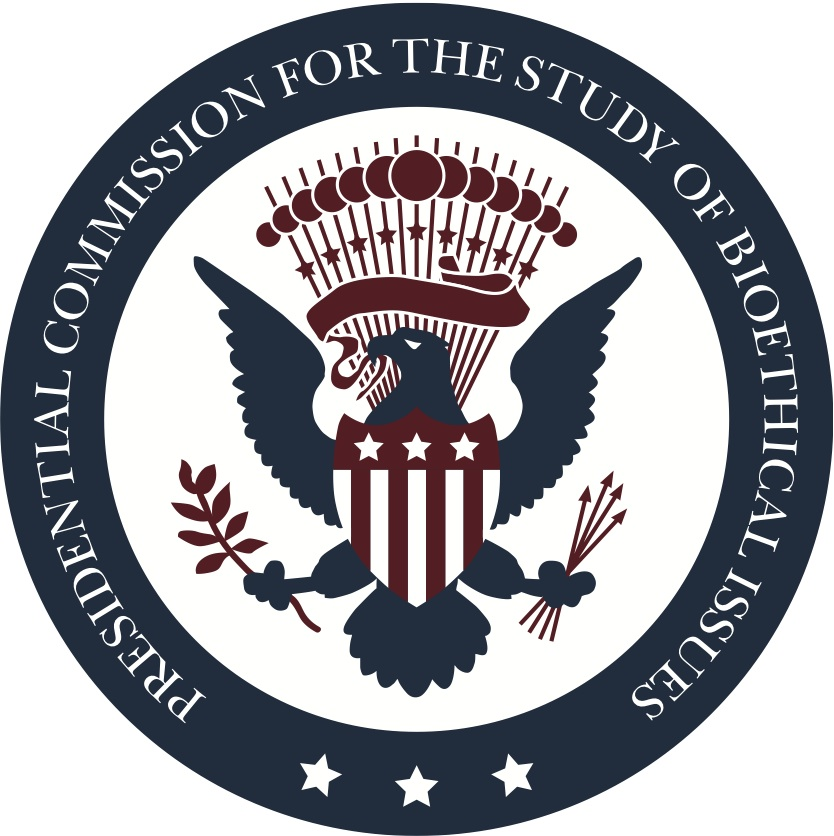 PRESIDENTIAL COMMISSION FOR THE STUDY OF BIOETHICAL ISSUES